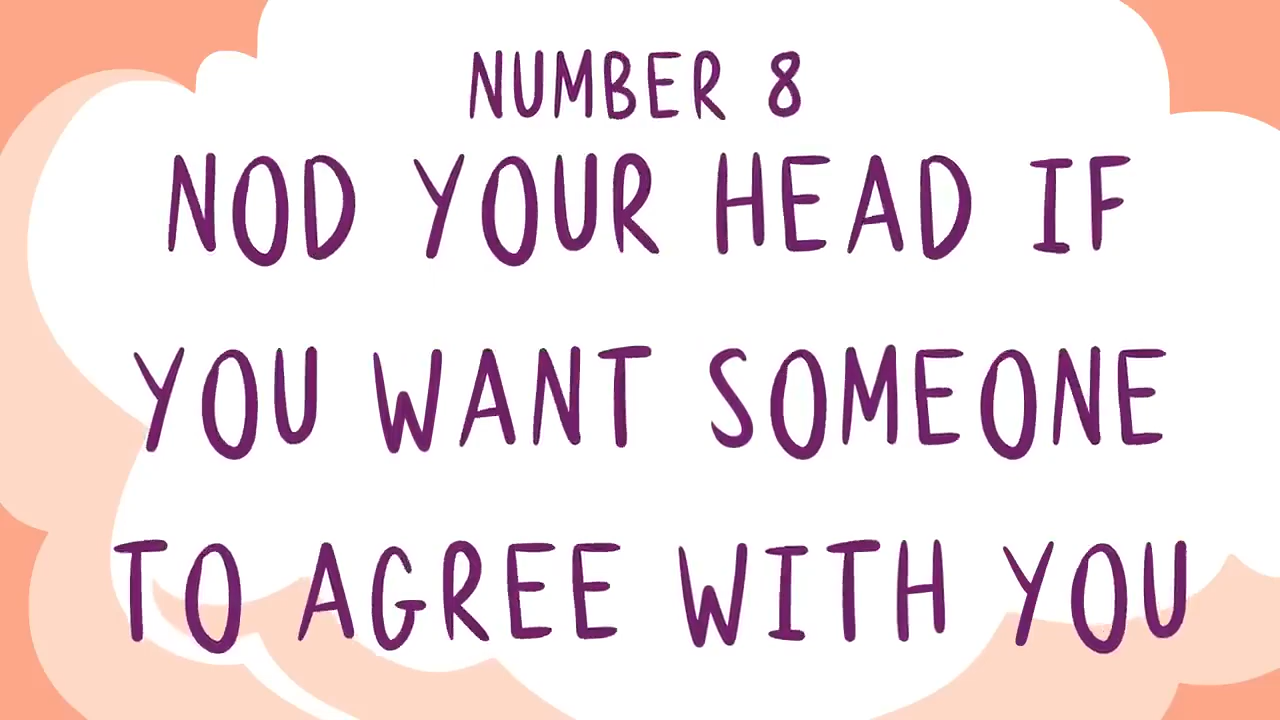 NUMBER 8
NOD YOUR HEAD IF
YOU WANT SOMEONE
TO AGREE WITH YOU